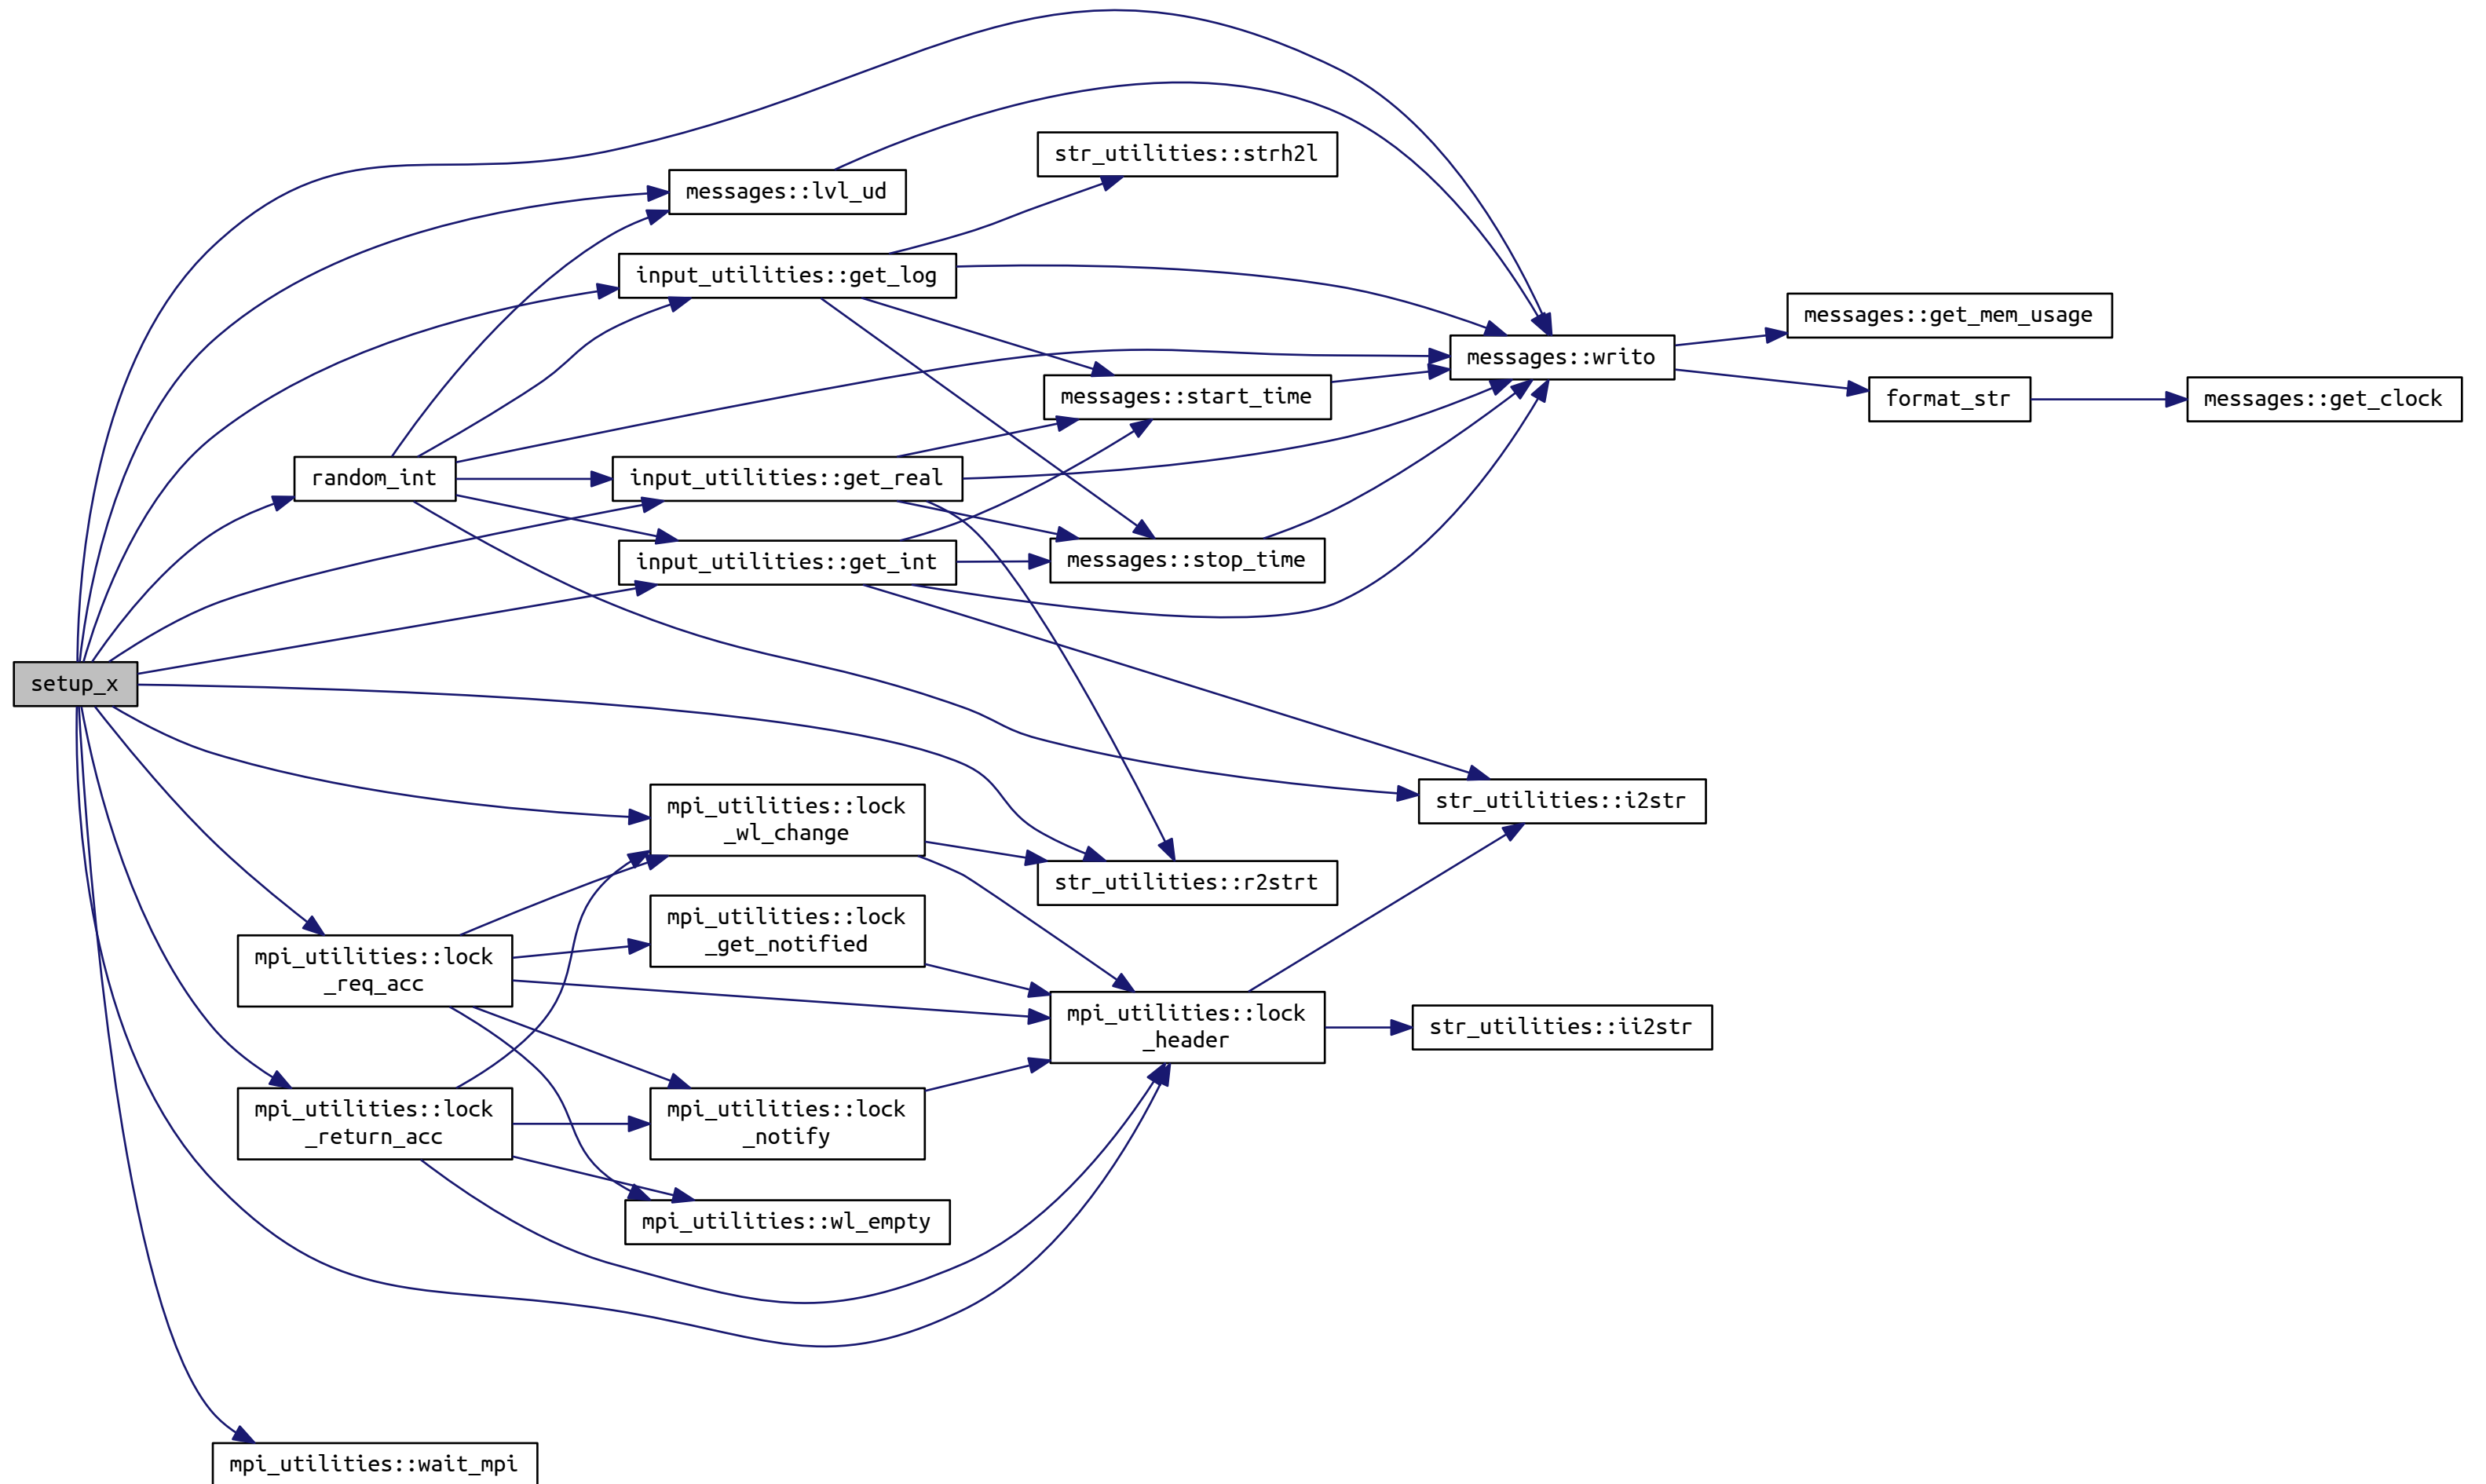 str_utilities::strh2l
messages::lvl_ud
input_utilities::get_log
messages::get_mem_usage
messages::writo
messages::start_time
format_str
messages::get_clock
random_int
input_utilities::get_real
input_utilities::get_int
messages::stop_time
setup_x
mpi_utilities::lock
_wl_change
str_utilities::i2str
str_utilities::r2strt
mpi_utilities::lock
_get_notified
mpi_utilities::lock
_req_acc
mpi_utilities::lock
_header
str_utilities::ii2str
mpi_utilities::lock
_return_acc
mpi_utilities::lock
_notify
mpi_utilities::wl_empty
mpi_utilities::wait_mpi